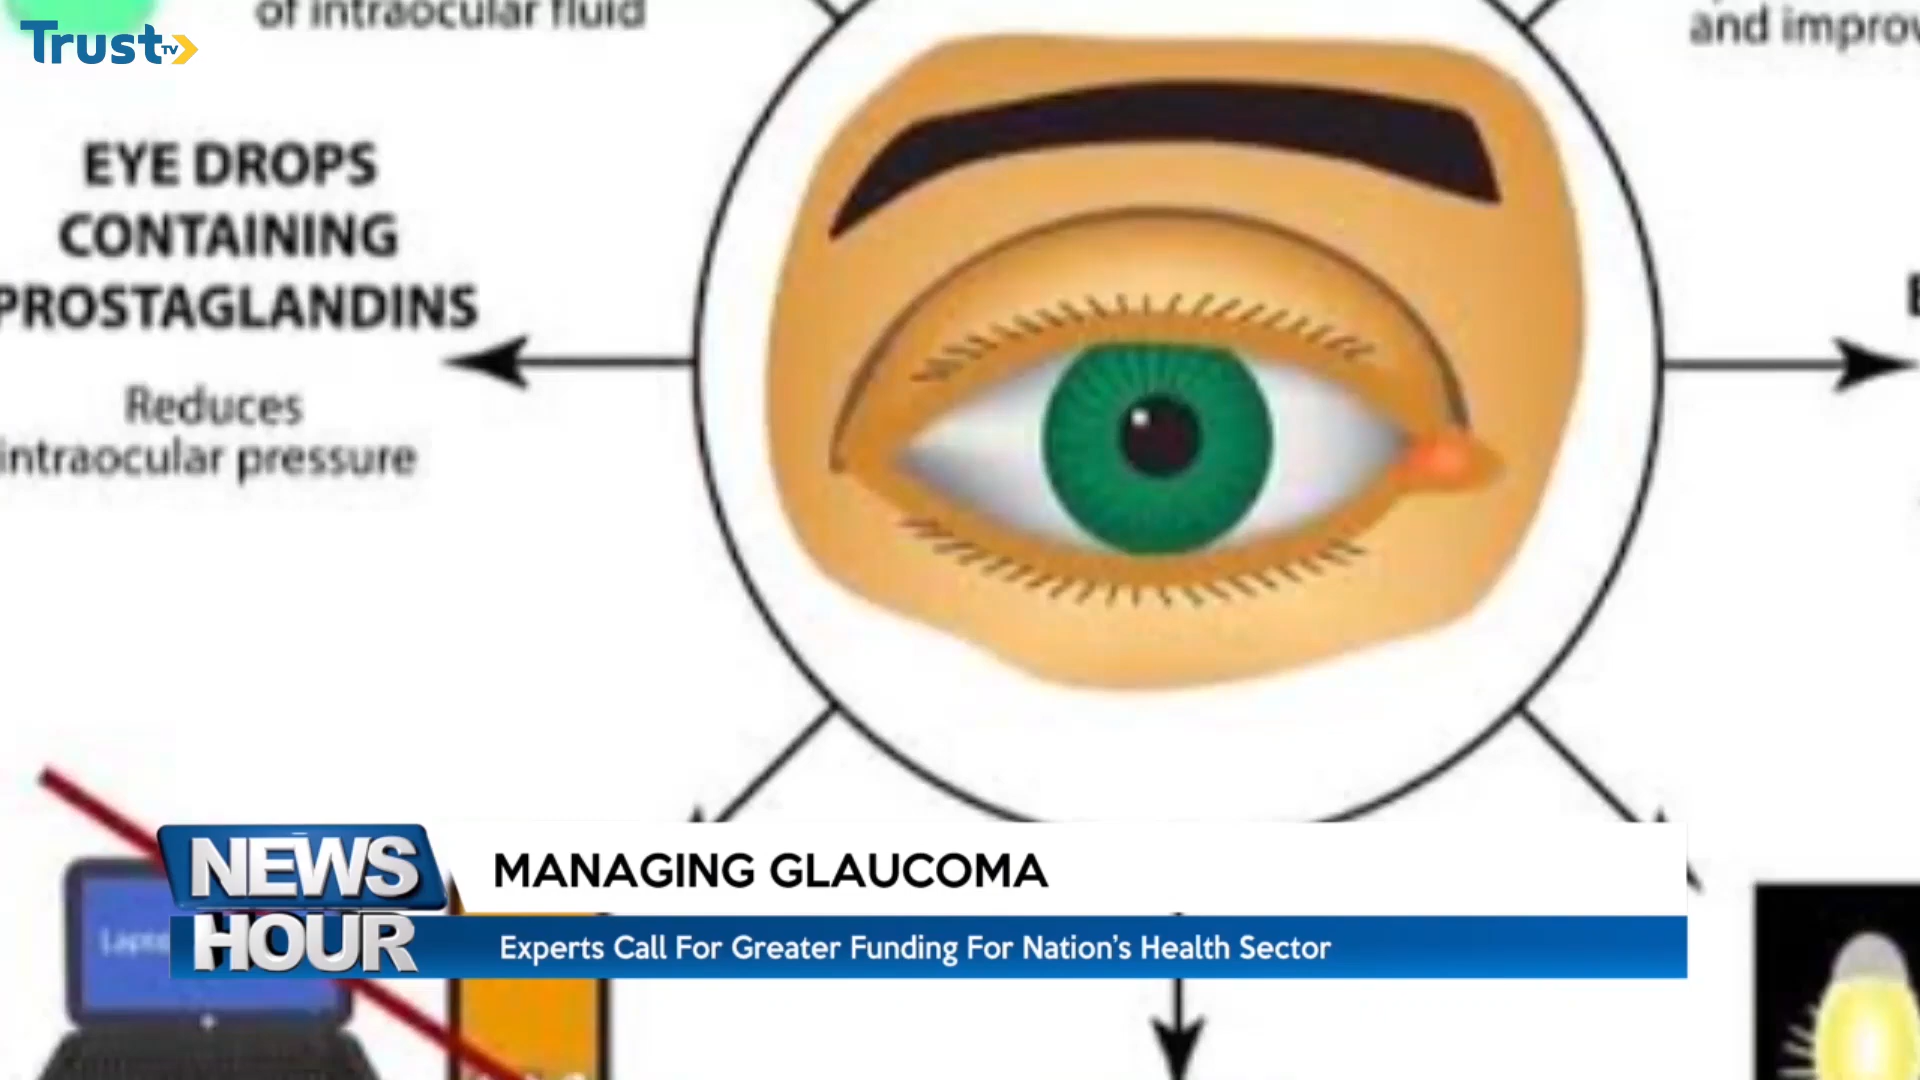 of intraocular fluid
and improv
Trust TV
EYE DROPS
CONTAINING
PROSTAGLANDINS
Reduces
intraocular pressure
NEWS
HOUR
MANAGING GLAUCOMA
Experts Call For Greater Funding For Nation's Health Sector